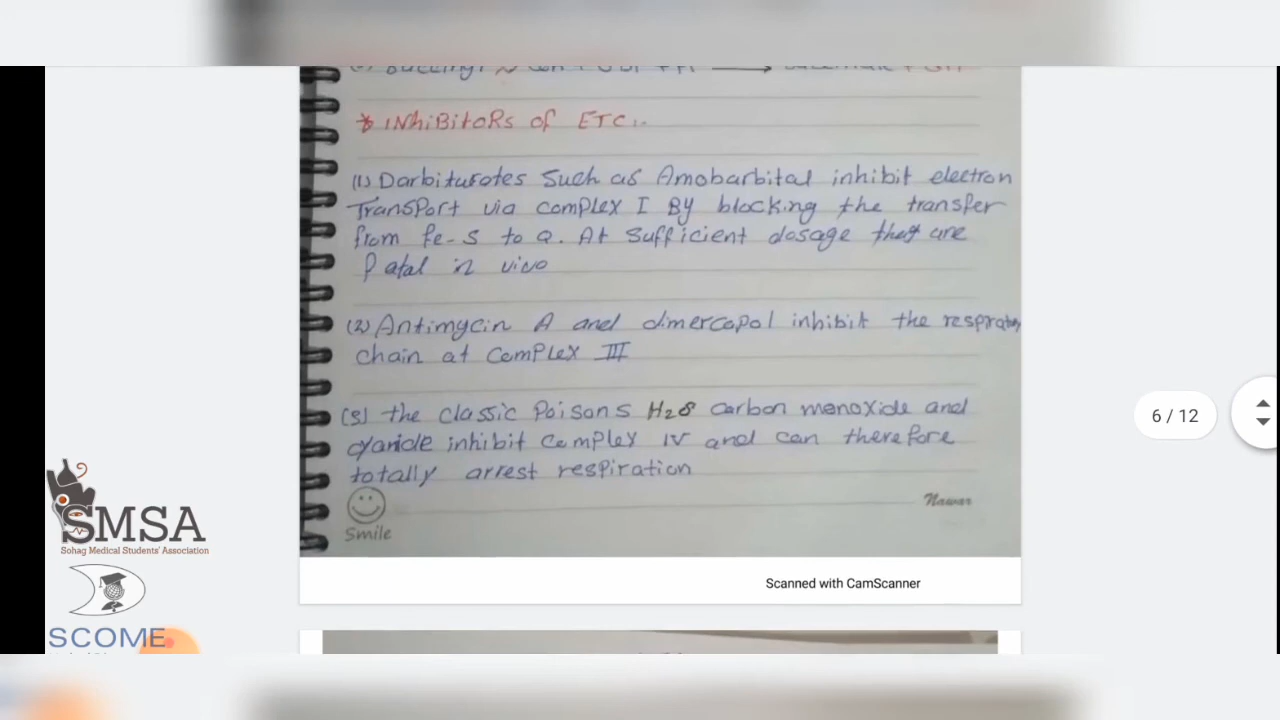 * INHiBitoRs of ETC:-
(1) Darbiturates Such as Amobarbital inhibit electron
Transport via complex I By blocking the transfer
from fe-S to Q. At sufficient dosage they are
fatal in vivo
(2) Antimycin A and dimercapol inhibit the respiratory
chain at Complex III
(3) the classic Poisons H2S carbon monoxide and
cyanide inhibit Complex IV and can therefore
totally arrest respiration
Nawar
Smile
Scanned with CamScanner
6 / 12
SMSA
Sohag Medical Students' Association
SCOME